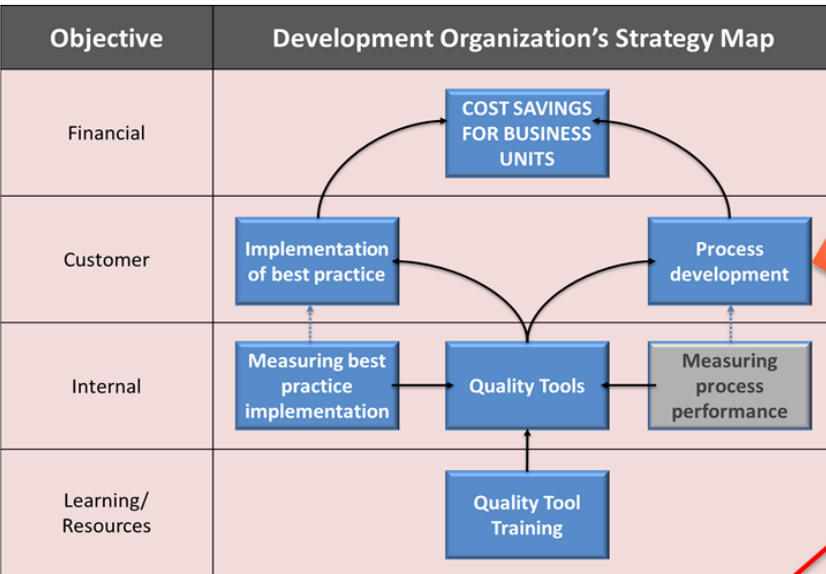 Objective
Development Organization's Strategy Map
Financial
COST SAVINGS
FOR BUSINESS
UNITS
Customer
Implementation
of best practice
Process
development
Internal
Measuring best
practice
implementation
Quality Tools
Measuring
process
performance
Learning/
Resources
Quality Tool
Training